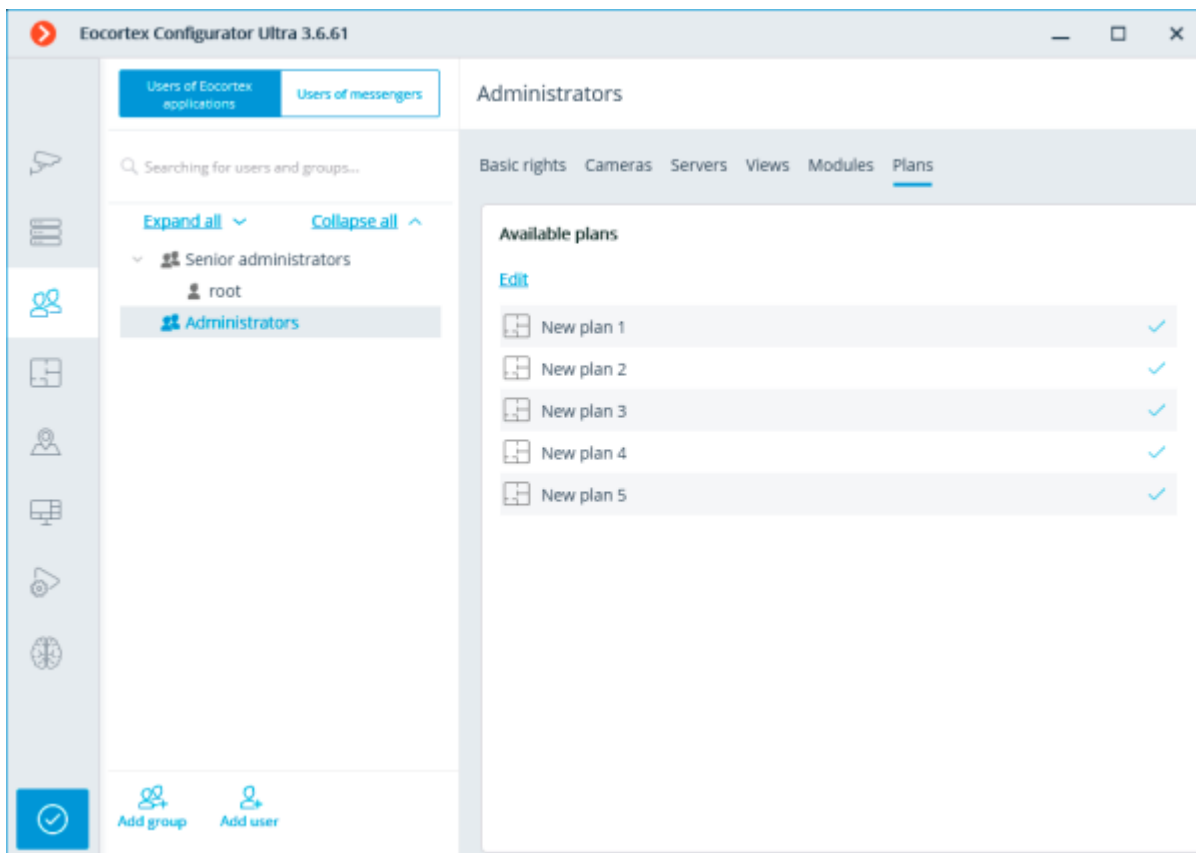 Eocortex Configurator Ultra 3.6.61
Users of Eocortex
applications
Users of messengers
Administrators
Searching for users and groups...
Basic rights Cameras Servers Views Modules Plans
Expand all Collapse all
Senior administrators
root
Administrators
Available plans
Edit
New plan 1
New plan 2
New plan 3
New plan 4
New plan 5
Add group Add user